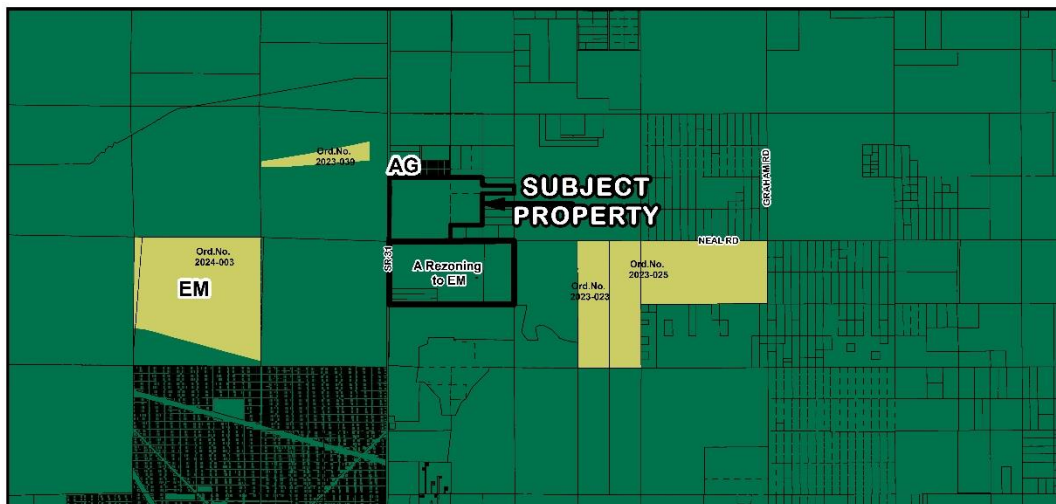 Ord.No.
2023-039
AG
SUBJECT
PROPERTY
GRAHAM RD
NEAL RD
SR 31
Ord.No.
2024-003
EM
A Rezoning
to EM
Ord.No.
2023-025
Ord.No.
2023-023